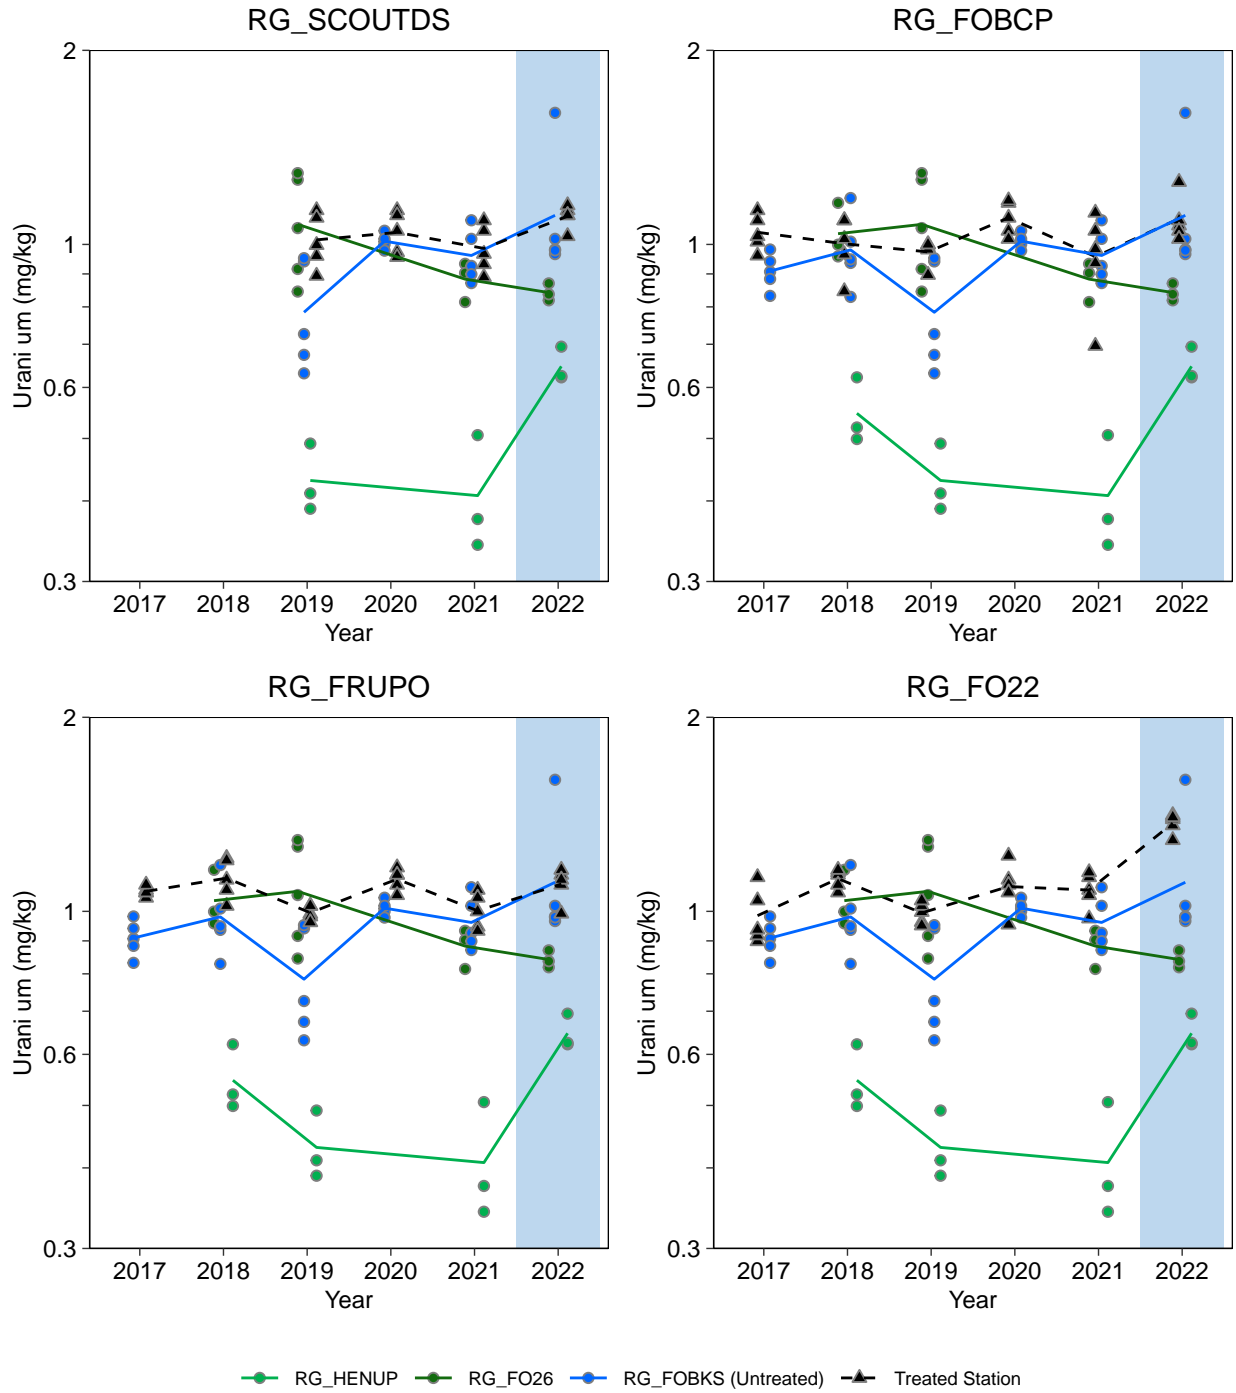 RG_SCOUTDS
RG_FOBCP
2
1
0.6
0.3
Urani um (mg/kg)
2017 2018 2019 2020 2021 2022
Year
2
1
0.6
0.3
Urani um (mg/kg)
2017 2018 2019 2020 2021 2022
Year
RG_FRUPO
RG_FO22
2
1
0.6
0.3
Urani um (mg/kg)
2017 2018 2019 2020 2021 2022
Year
2
1
0.6
0.3
Urani um (mg/kg)
2017 2018 2019 2020 2021 2022
Year
RG_HENUP RG_FO26 RG_FOBKS (Untreated) Treated Station